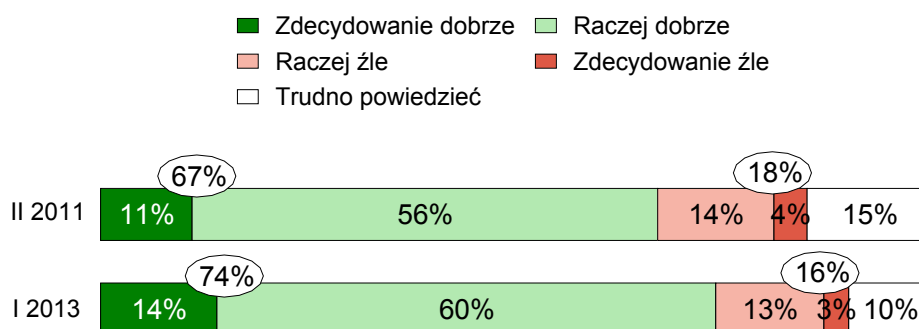 Zdecydowanie dobrze Raczej dobrze
Raczej źle Zdecydowanie źle
Trudno powiedzieć
67% 18%
II 2011 11% 56% 14% 4% 15%
74% 16%
I 2013 14% 60% 13% 3% 10%